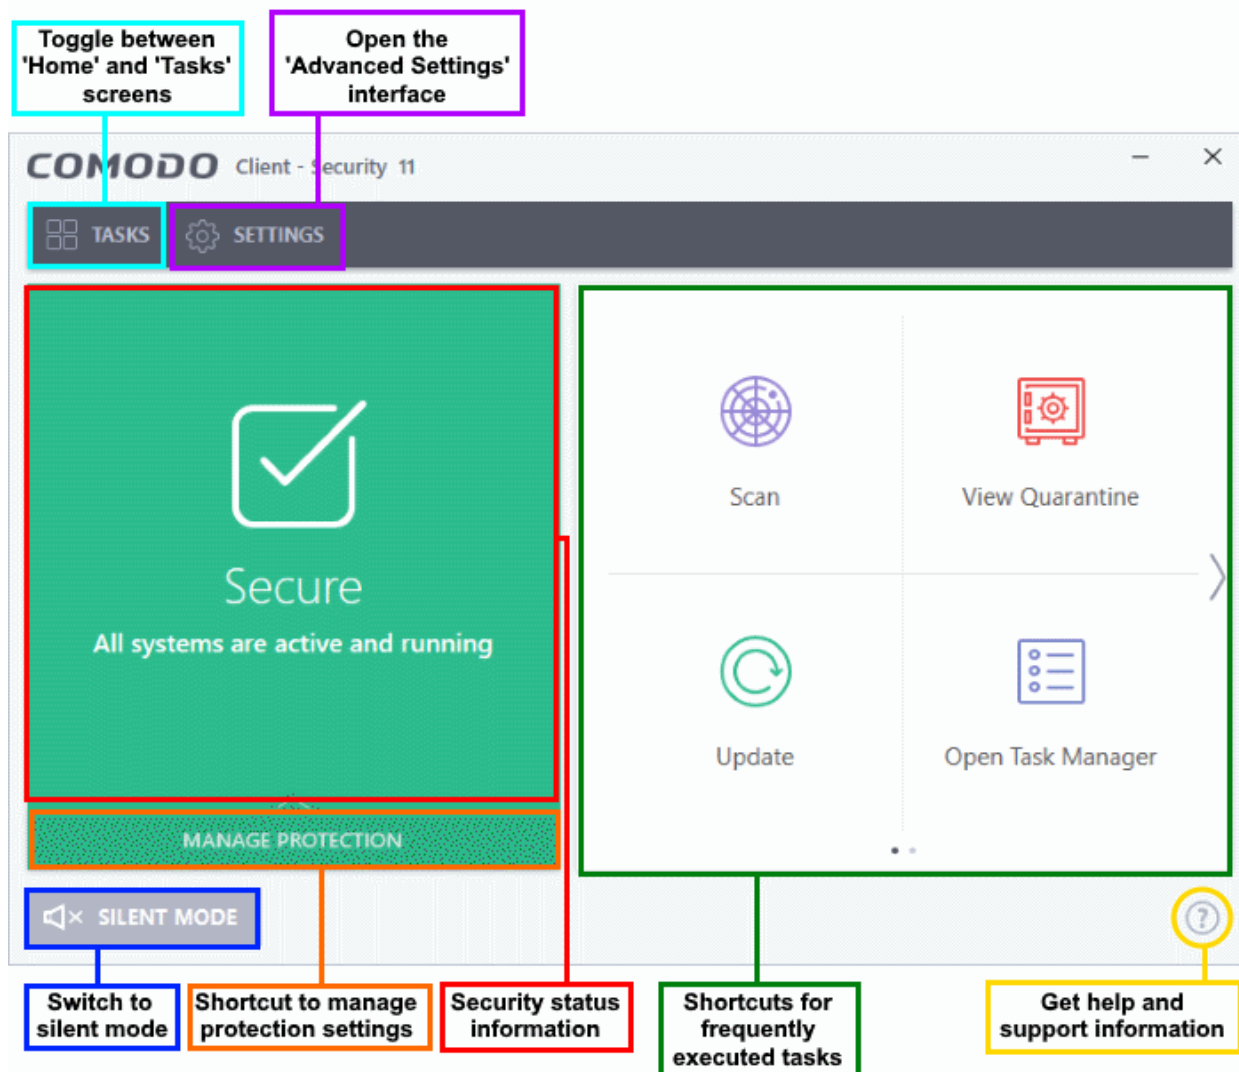 Toggle between
'Home' and 'Tasks'
screens
Open the
'Advanced Settings'
interface
COMODO Client - Security 11
TASKS
SETTINGS
Secure
All systems are active and running
MANAGE PROTECTION
Scan
View Quarantine
Update
Open Task Manager
SILENT MODE
?
Switch to
silent mode
Shortcut to manage
protection settings
Security status
information
Shortcuts for
frequently
executed tasks
Get help and
support information